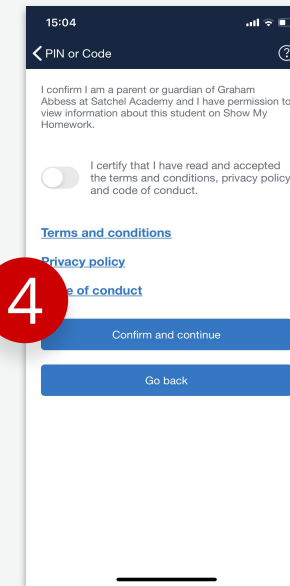 15:04
PIN or Code
?
I confirm I am a parent or guardian of Graham
Abbess at Satchel Academy and I have permission to
view information about this student on Show My
Homework.
I certify that I have read and accepted
the terms and conditions, privacy policy
and code of conduct.
Terms and conditions
Privacy policy
e of conduct
4
Confirm and continue
Go back